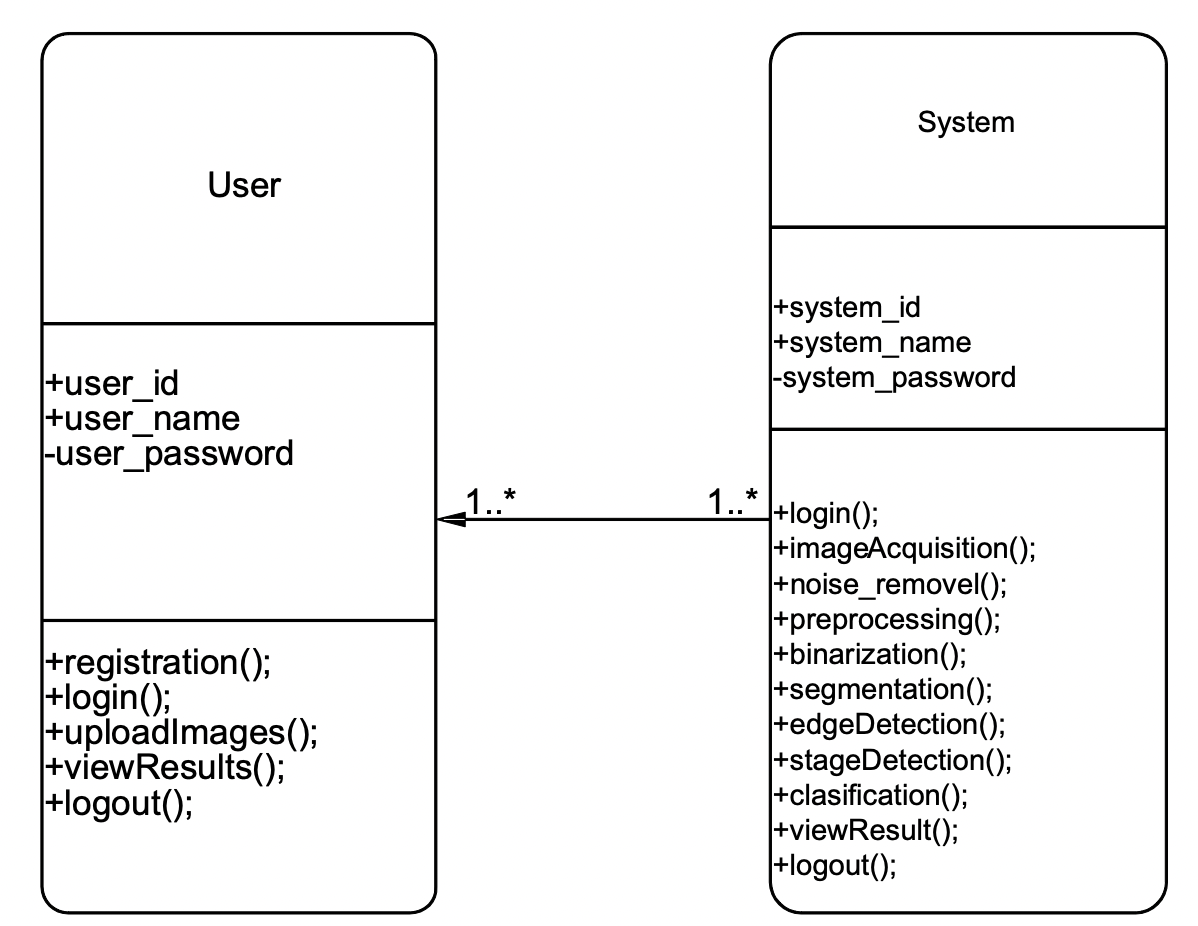 User
+user_id
+user_name
-user_password
+registration();
+login();
+uploadImages();
+viewResults();
+logout();
1..*
1..*
System
+system_id
+system_name
-system_password
+login();
+imageAcquisition();
+noise_removel();
+preprocessing();
+binarization();
+segmentation();
+edgeDetection();
+stageDetection();
+clasification();
+viewResult();
+logout();